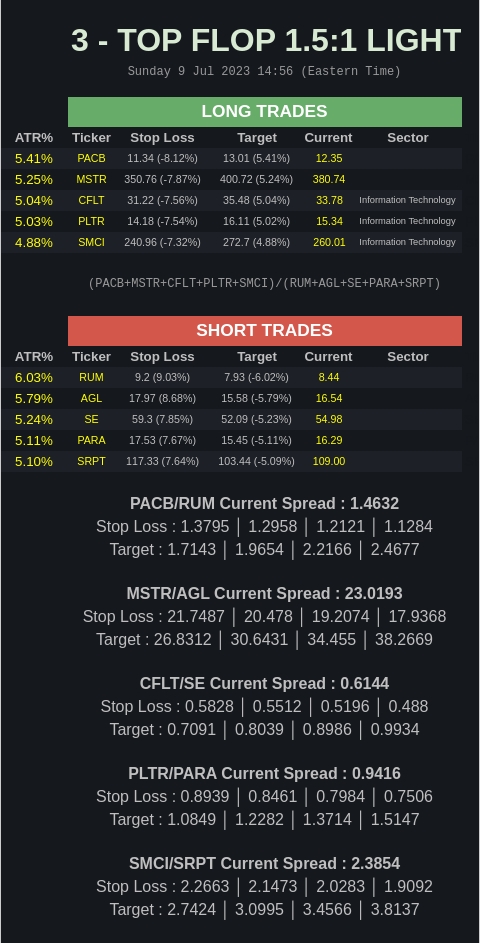 3 - TOP FLOP 1.5:1 LIGHT
Sunday 9 Jul 2023 14:56 (Eastern Time)
LONG TRADES
ATR% Ticker Stop Loss Target Current Sector
5.41% PACB 11.34 (-8.12%) 13.01 (5.41%) 12.35
5.25% MSTR 350.76 (-7.87%) 400.72 (5.24%) 380.74
5.04% CFLT 31.22 (-7.56%) 35.48 (5.04%) 33.78 Information Technology
5.03% PLTR 14.18 (-7.54%) 16.11 (5.02%) 15.34 Information Technology
4.88% SMCI 240.96 (-7.32%) 272.7 (4.88%) 260.01 Information Technology
(PACB+MSTR+CFLT+PLTR+SMCI)/(RUM+AGL+SE+PARA+SRPT)
SHORT TRADES
ATR% Ticker Stop Loss Target Current Sector
6.03% RUM 9.2 (9.03%) 7.93 (-6.02%) 8.44
5.79% AGL 17.97 (8.68%) 15.58 (-5.79%) 16.54
5.24% SE 59.3 (7.85%) 52.09 (-5.23%) 54.98
5.11% PARA 17.53 (7.67%) 15.45 (-5.11%) 16.29
5.10% SRPT 117.33 (7.64%) 103.44 (-5.09%) 109.00
PACB/RUM Current Spread : 1.4632
Stop Loss : 1.3795 │ 1.2958 │ 1.2121 │ 1.1284
Target : 1.7143 │ 1.9654 │ 2.2166 │ 2.4677
MSTR/AGL Current Spread : 23.0193
Stop Loss : 21.7487 │ 20.478 │ 19.2074 │ 17.9368
Target : 26.8312 │ 30.6431 │ 34.455 │ 38.2669
CFLT/SE Current Spread : 0.6144
Stop Loss : 0.5828 │ 0.5512 │ 0.5196 │ 0.488
Target : 0.7091 │ 0.8039 │ 0.8986 │ 0.9934
PLTR/PARA Current Spread : 0.9416
Stop Loss : 0.8939 │ 0.8461 │ 0.7984 │ 0.7506
Target : 1.0849 │ 1.2282 │ 1.3714 │ 1.5147
SMCI/SRPT Current Spread : 2.3854
Stop Loss : 2.2663 │ 2.1473 │ 2.0283 │ 1.9092
Target : 2.7424 │ 3.0995 │ 3.4566 │ 3.8137